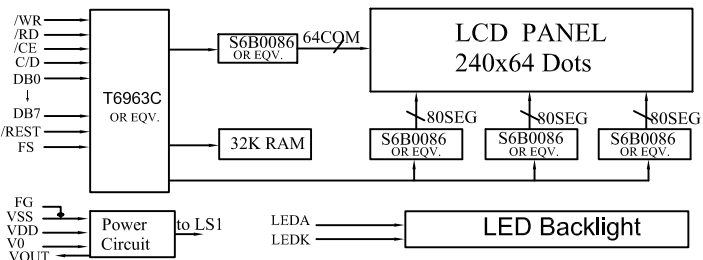 /WR
/RD
/CE
C/D
DB0
DB7
/REST
FS
T6963C
OR EQV.
S6B0086
OR EQV.
64COM
LCD PANEL
240x64 Dots
80SEG
80SEG
80SEG
S6B0086
OR EQV.
S6B0086
OR EQV.
S6B0086
OR EQV.
32K RAM
FG
VSS
VDD
V0
VOUT
Power
Circuit
to LS1
LEDA
LEDK
LED Backlight